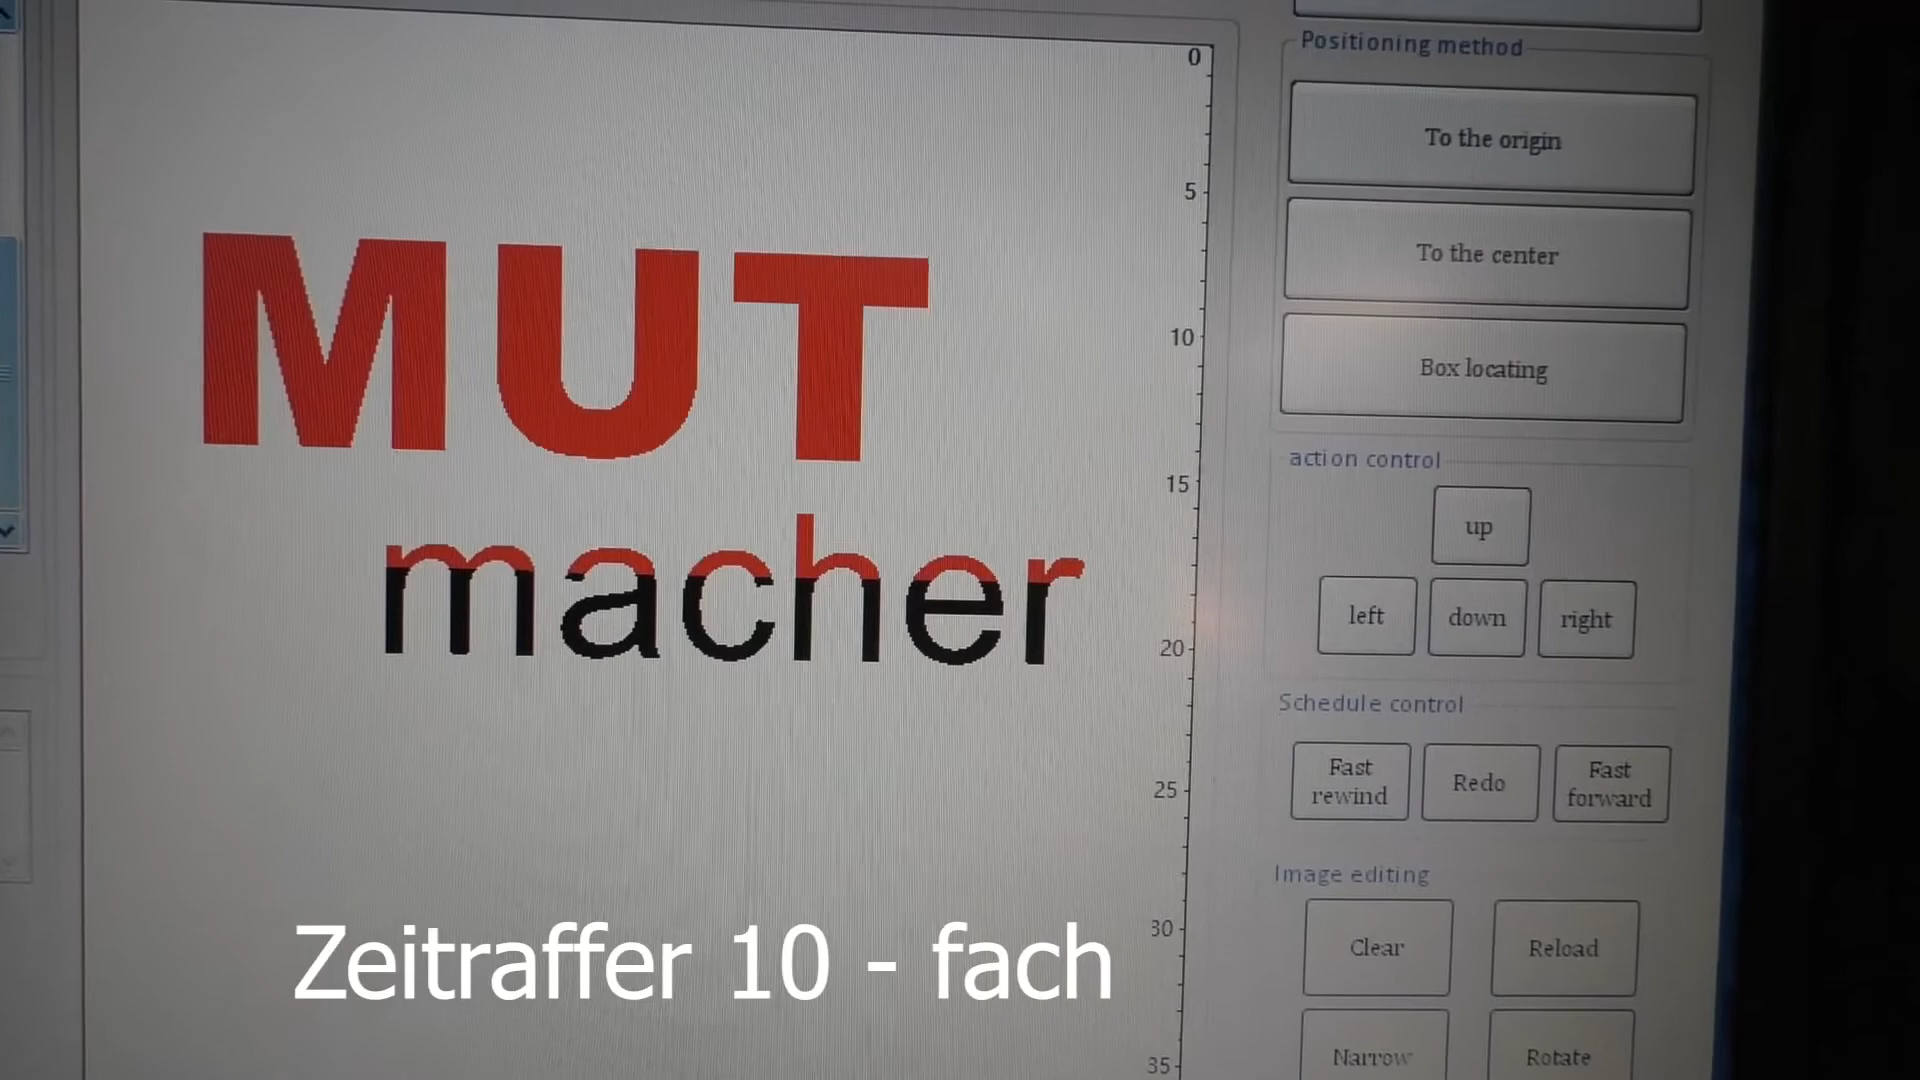 MUT
macher
0
5
10
15
20
25
30
35
Positioning method
To the origin
To the center
Box locating
action control
up
left down right
Schedule control
Fast rewind
Redo
Fast forward
Image editing
Clear Reload
Narrow Rotate
Zeitraffer 10 - fach